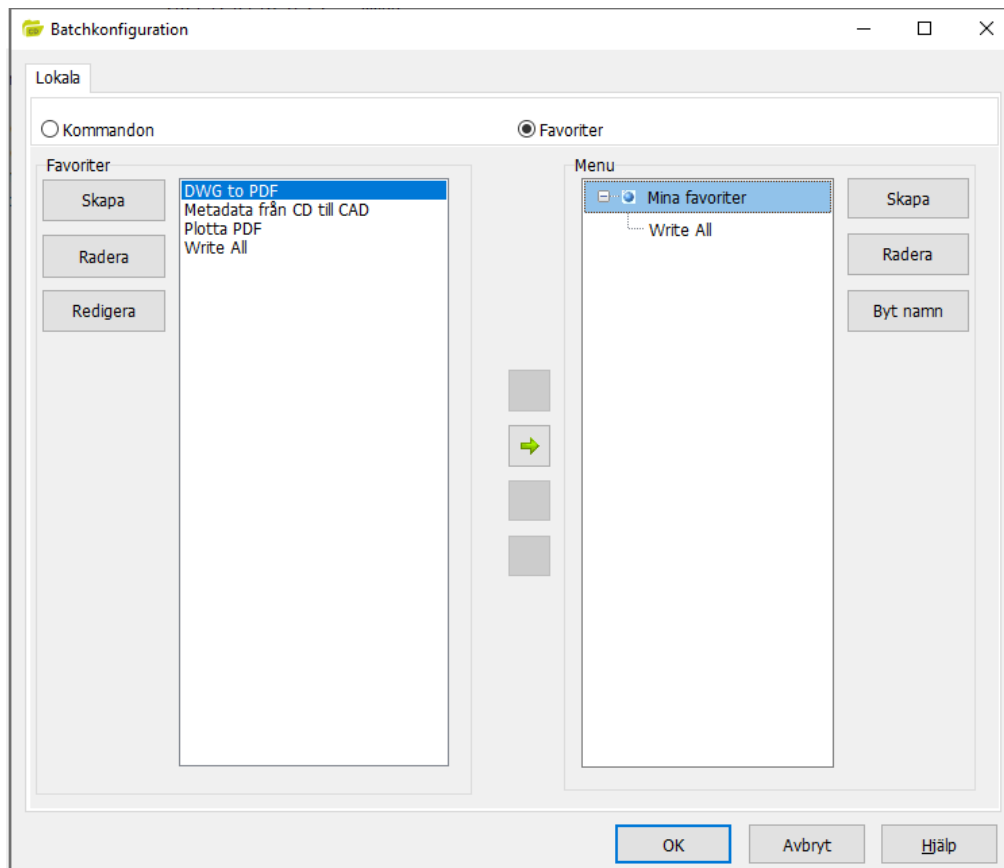 Batchkonfiguration
Lokala
Kommandon
Favoriter
Favoriter
Skapa
Radera
Redigera
DWG to PDF
Metadata från CD till CAD
Plotta PDF
Write All
Menu
Mina favoriter
Write All
Skapa
Radera
Byt namn
OK
Avbryt
Hjälp